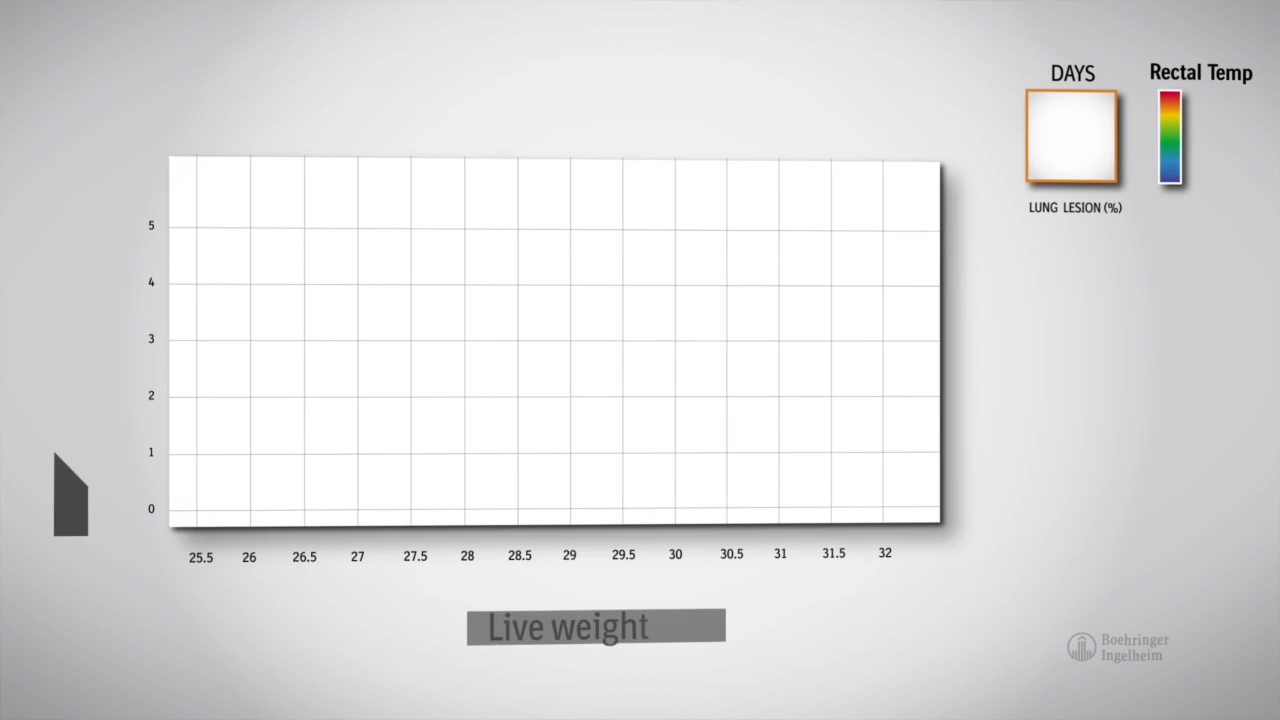 DAYS
Rectal Temp
LUNG LESION (%)
5
4
3
2
1
0
25.5 26 26.5 27 27.5 28 28.5 29 29.5 30 30.5 31 31.5 32
Live weight
Boehringer
Ingelheim